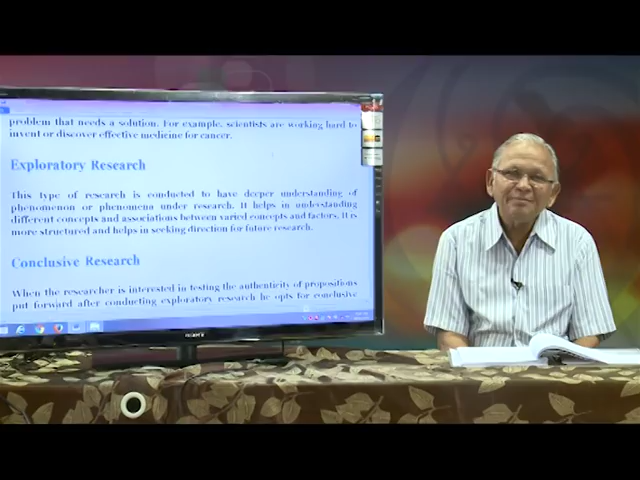 problem that needs a solution. For example, scientists are working hard to
invent or discover effective medicine for cancer.
Exploratory Research
This type of research is conducted to have deeper understanding of
phenomenon or phenomena under research. It helps in understanding
different concepts and associations between varied concepts and factors. It is
more structured and helps in seeking direction for future research.
Conclusive Research
When the researcher is interested in testing the authenticity of propositions
put forward after conducting exploratory research he opts for conclusive